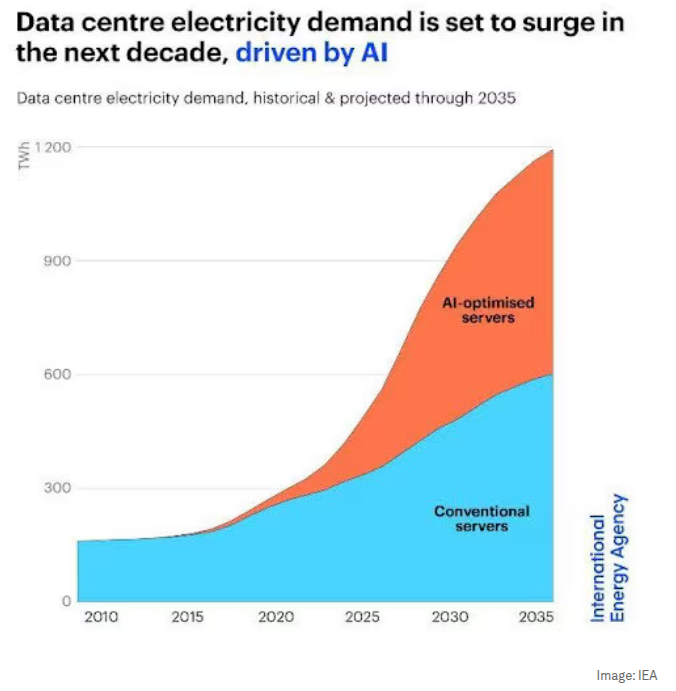 Data centre electricity demand is set to surge in
the next decade, driven by AI
Data centre electricity demand, historical & projected through 2035
TWh
1 200
900
600
300
0
AI-optimised
servers
Conventional
servers
2010 2015 2020 2025 2030 2035
International
Energy Agency
Image: IEA